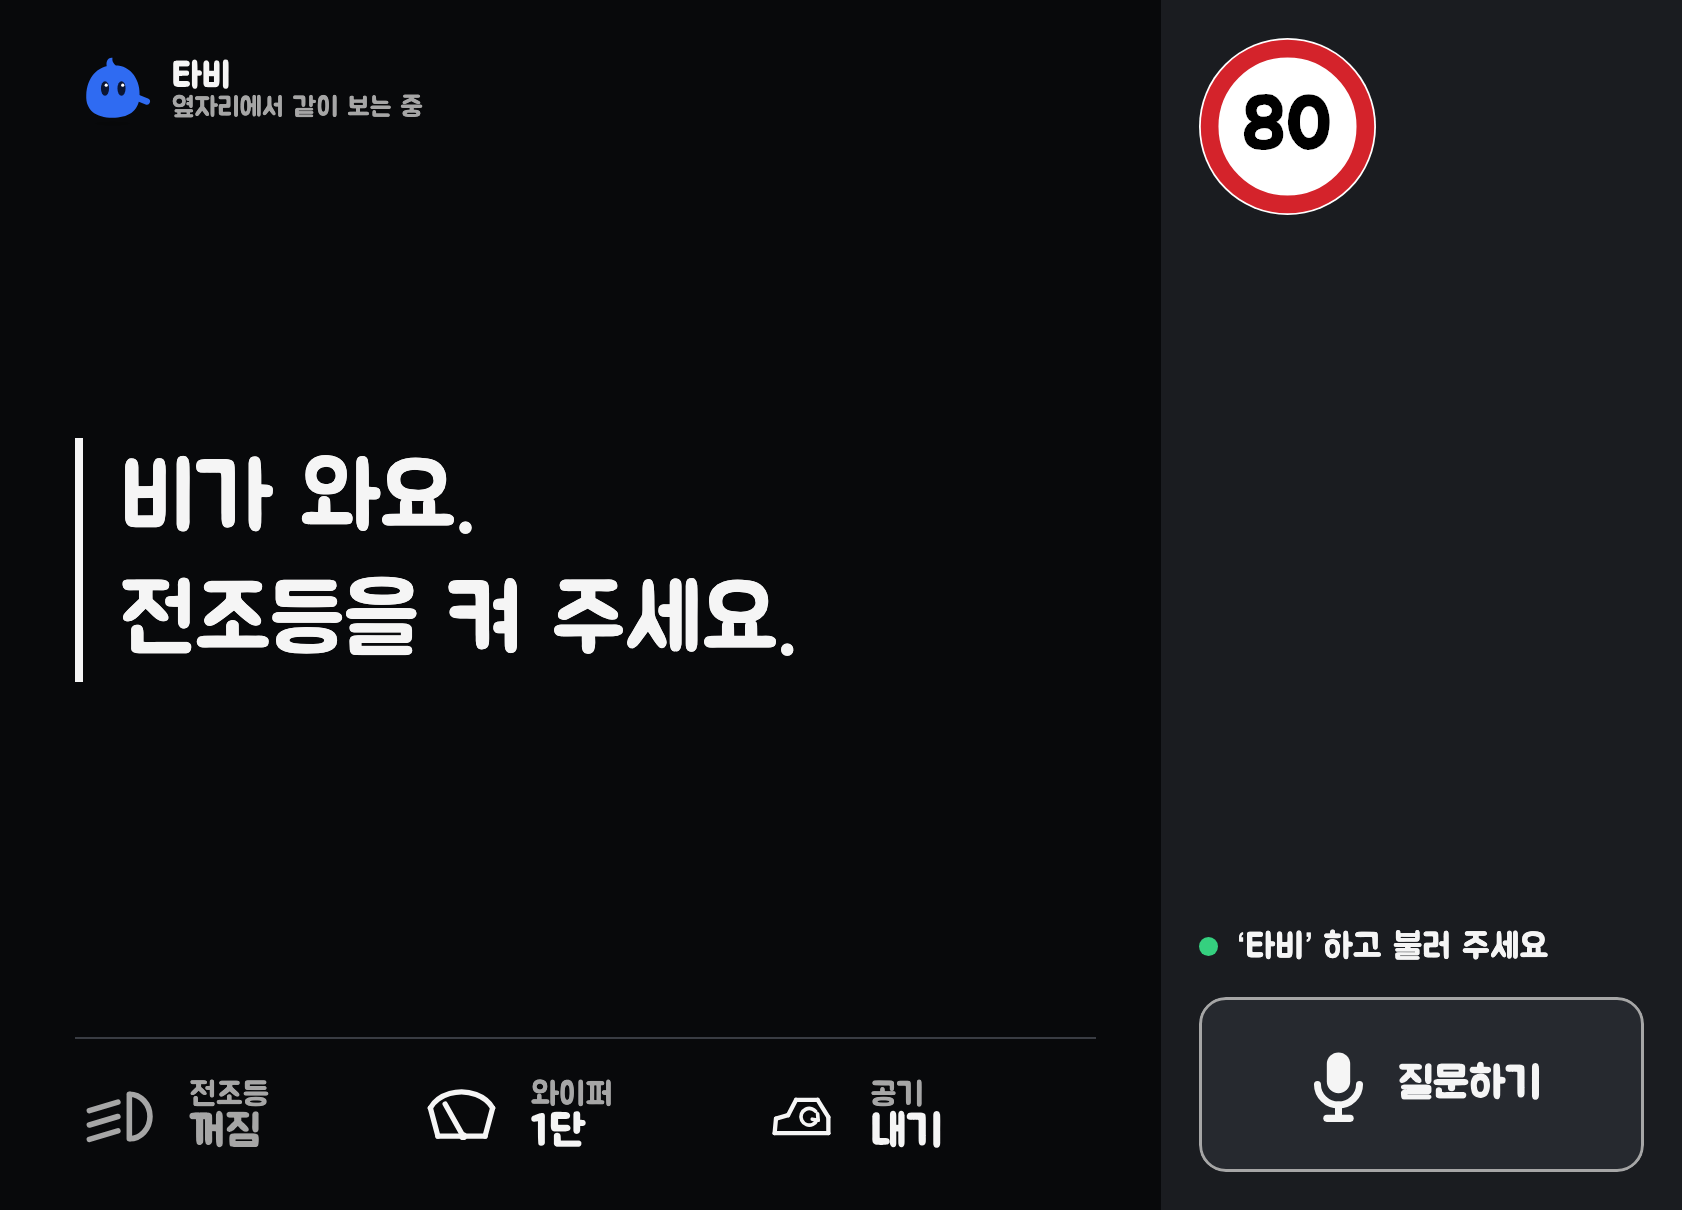 타비
옆자리에서 같이 보는 중
80
비가 와요.
전조등을 켜 주세요.
‘타비’ 하고 불러 주세요
질문하기
전조등
꺼짐
와이퍼
1단
공기
내기